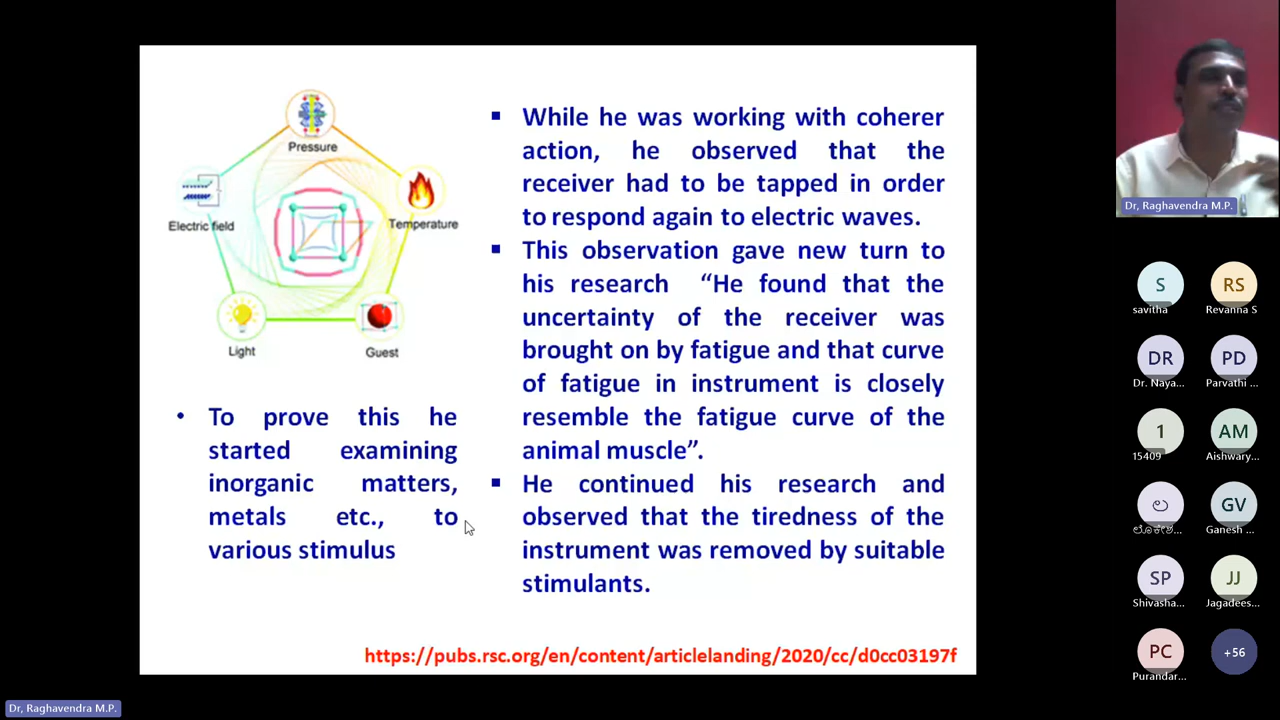 Pressure
Electric field
Temperature
Light
Guest
• To prove this he
started examining
inorganic matters,
metals etc., to
various stimulus
▪ While he was working with coherer
action, he observed that the
receiver had to be tapped in order
to respond again to electric waves.
▪ This observation gave new turn to
his research “He found that the
uncertainty of the receiver was
brought on by fatigue and that curve
of fatigue in instrument is closely
resemble the fatigue curve of the
animal muscle”.
▪ He continued his research and
observed that the tiredness of the
instrument was removed by suitable
stimulants.
https://pubs.rsc.org/en/content/articlelanding/2020/cc/d0cc03197f
Dr, Raghavendra M.P.
S RS
savitha Revanna S
DR PD
Dr. Naya... Parvathi ...
1 AM
15409 Aishwary...
ಲ GV
ಲೋಕೇಶ... Ganesh ...
SP JJ
Shivasha... Jagadees...
PC +56
Purandar...
Dr, Raghavendra M.P.